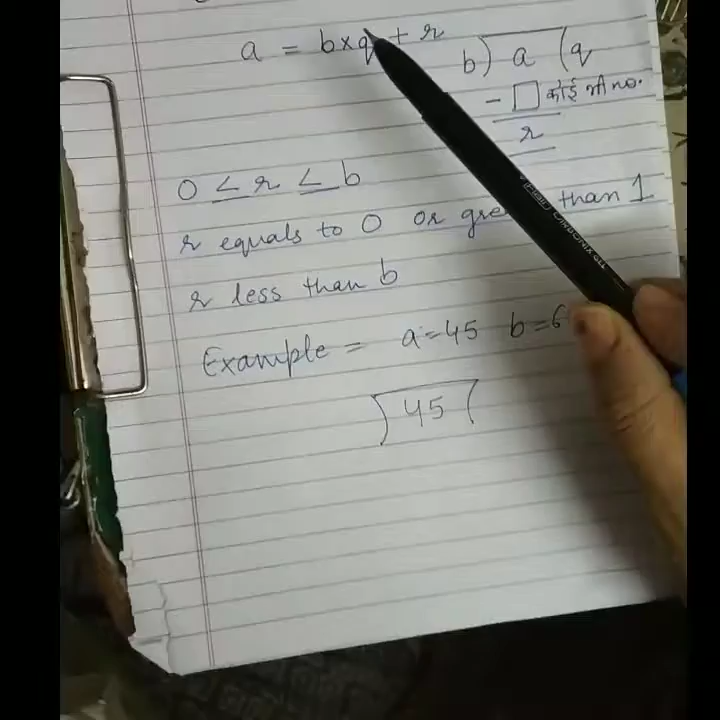 a = b×q + r
b) a (q
- □ कोई भी no.
r
0 ≤ r ≤ b
r equals to 0 or gre than 1
r less than b
Example = a=45 b=6
) 45 (